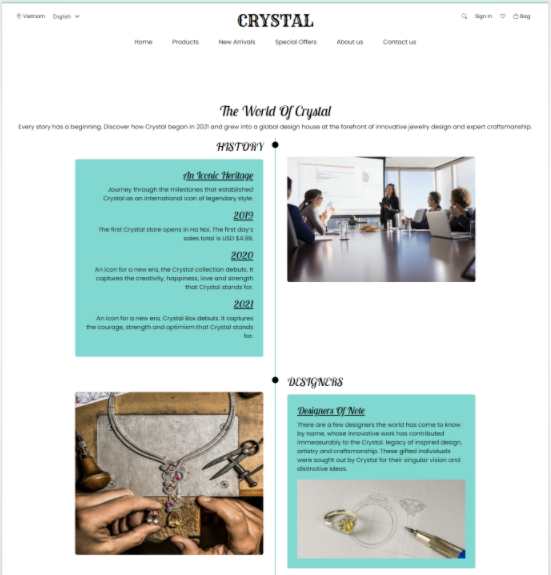 Vietnam English
CRYSTAL
Sign in
Bag
Home Products New Arrivals Special Offers About us Contact us
The World Of Crystal
Every story has a beginning. Discover how Crystal began in 2021 and grew into a global design house at the forefront of innovative jewelry design and expert craftsmanship.
HISTORY
An Iconic Heritage
Journey through the milestones that established
Crystal as an international icon of legendary style.
2019
The first Crystal store opens in Ha Noi. The first day's
sales total is USD $4.98.
2020
An icon for a new era, the Crystal collection debuts. It
captures the creativity, happiness, love and strength
that Crystal stands for.
2021
An icon for a new era, Crystal Box debuts. It captures
the courage, strength and optimism that Crystal stands
for.
DESIGNERS
Designers Of Note
There are a few designers the world has come to know
by name, whose innovative work has contributed
immeasurably to the Crystal. legacy of inspired design,
artistry and craftsmanship. These gifted individuals
were sought out by Crystal for their singular vision and
distinctive ideas.